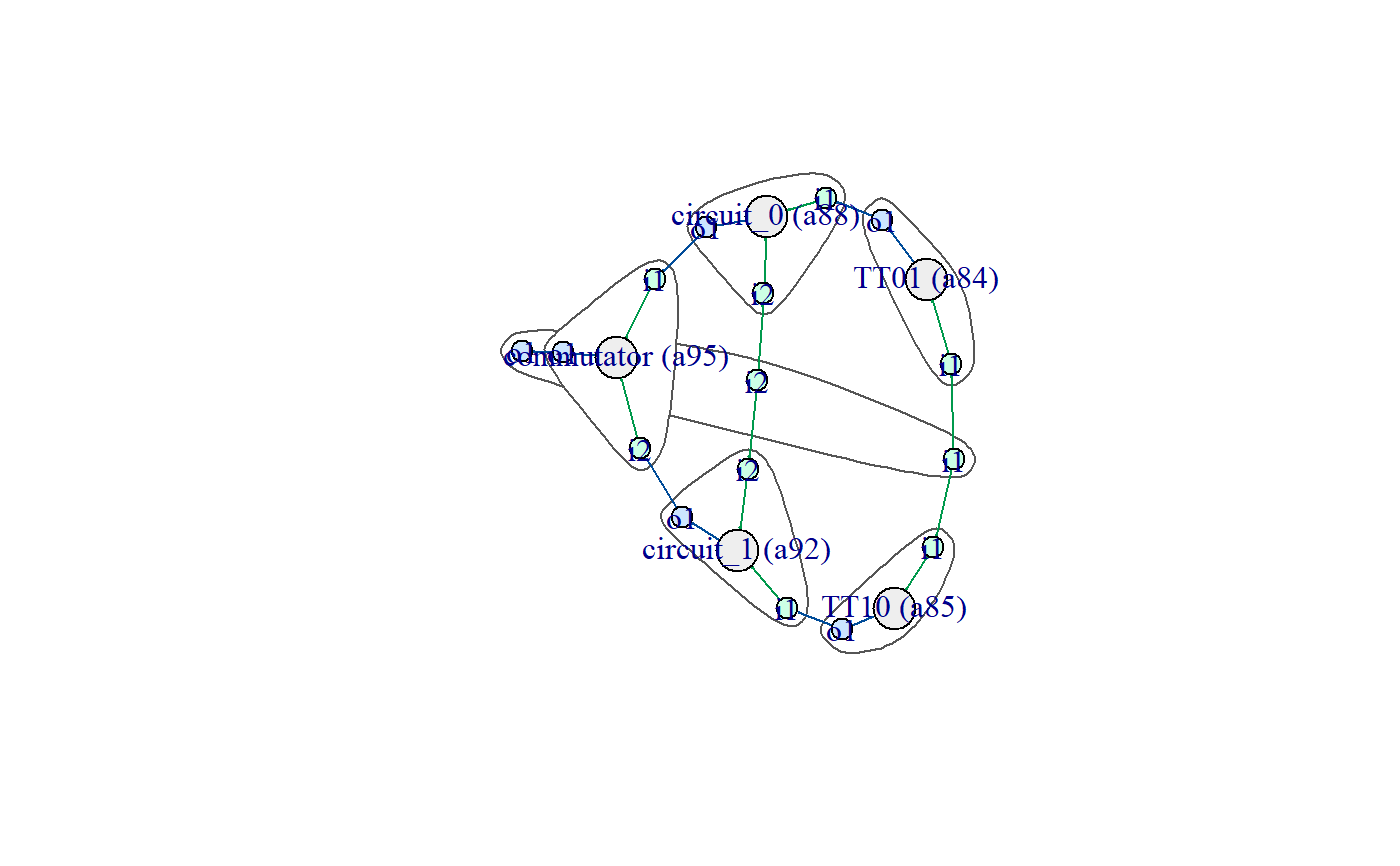 i1
circuit_0 (a88)
o1
o1
TT01 (a84)
i1
i2
o1
o1
commutator (a95)
i1
i2
i2
i1
i2
o1
i1
circuit_1 (a92)
i1
TT10 (a85)
o1